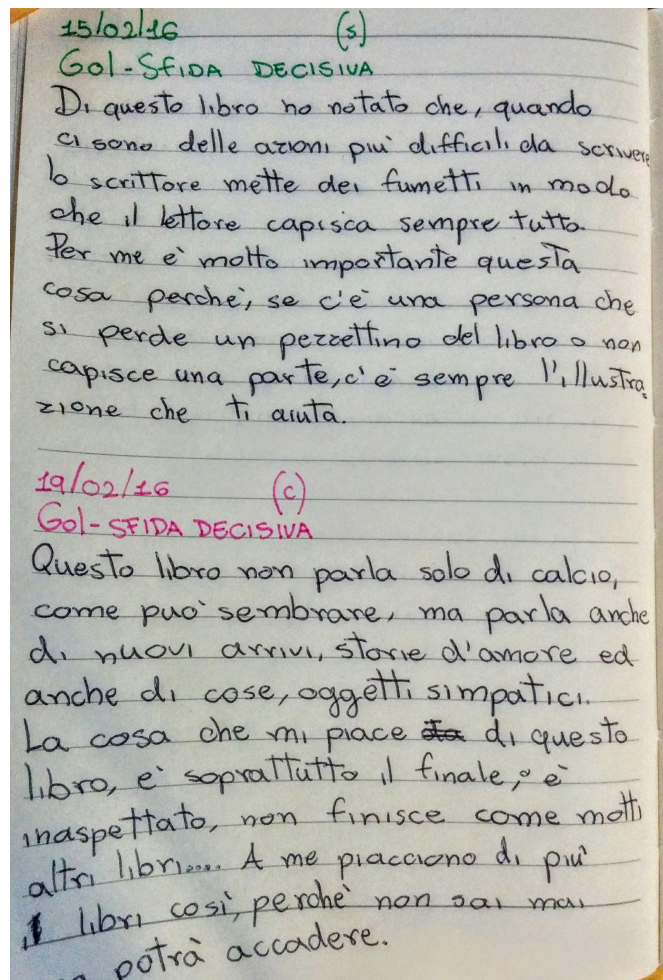 15/02/16 (s)
Gol-SFIDA DECISIVA
Di questo libro ho notato che, quando
ci sono delle azioni più difficili da scrivere
lo scrittore mette dei fumetti in modo
che il lettore capisca sempre tutto.
Per me è molto importante questa
cosa perchè, se c'è una persona che
si perde un pezzettino del libro o non
capisce una parte, c'è sempre l'illustra
zione che ti aiuta.
19/02/16 (c)
Gol-SFIDA DECISIVA
Questo libro non parla solo di calcio,
come può sembrare, ma parla anche
di nuovi arrivi, storie d'amore ed
anche di cose, oggetti simpatici.
La cosa che mi piace di questo
libro, è soprattutto il finale, è
inaspettato, non finisce come molti
altri libri.... A me piacciono di più
i libri così, perchè non sai mai
potrà accadere.